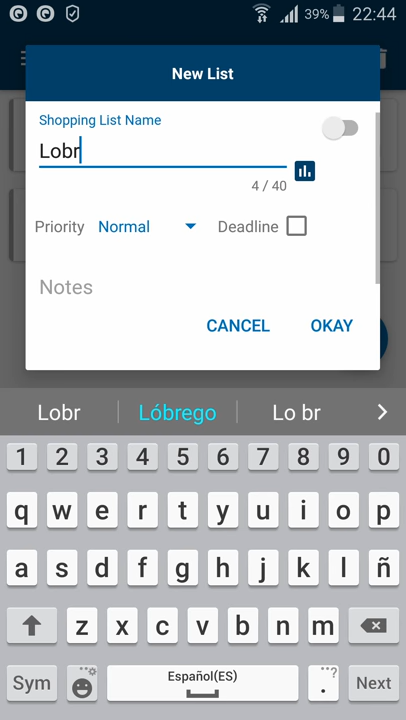 39% 22:44
New List
Shopping List Name
Lobr
4 / 40
Priority Normal Deadline
Notes
CANCEL OKAY
Lobr Lóbrego Lo br
1 2 3 4 5 6 7 8 9 0
q w e r t y u i o p
a s d f g h j k l ñ
z x c v b n m
Sym Español(ES) . ? Next